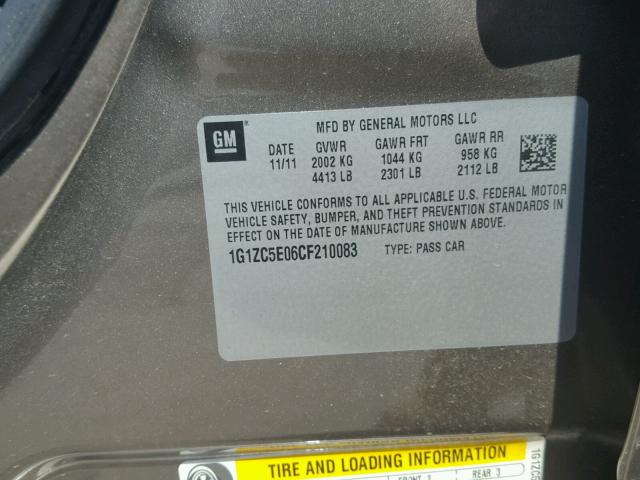 GM
MFD BY GENERAL MOTORS LLC
DATE GVWR GAWR FRT GAWR RR
11/11 2002 KG 1044 KG 958 KG
4413 LB 2301 LB 2112 LB
THIS VEHICLE CONFORMS TO ALL APPLICABLE U.S. FEDERAL MOTOR
VEHICLE SAFETY, BUMPER, AND THEFT PREVENTION STANDARDS IN
EFFECT ON THE DATE OF MANUFACTURE SHOWN ABOVE.
1G1ZC5E06CF210083 TYPE: PASS CAR
TIRE AND LOADING INFORMATION
REAR 3